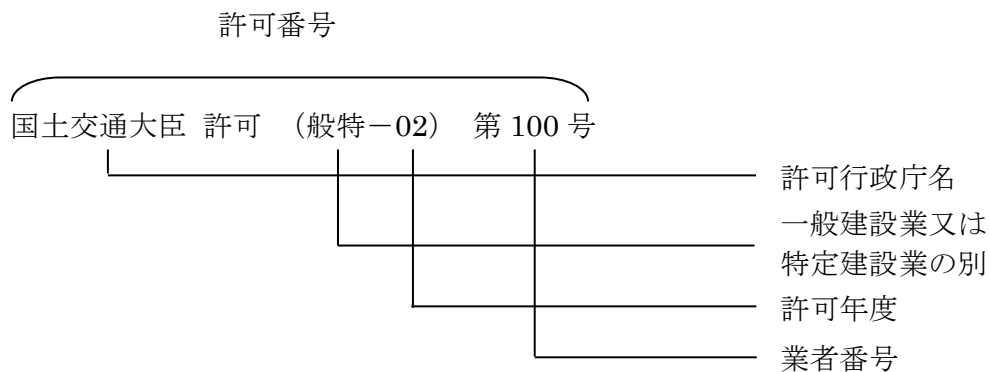 許可番号
国土交通大臣 許可 （般特－02） 第 100 号
許可行政庁名
一般建設業又は
特定建設業の別
許可年度
業者番号